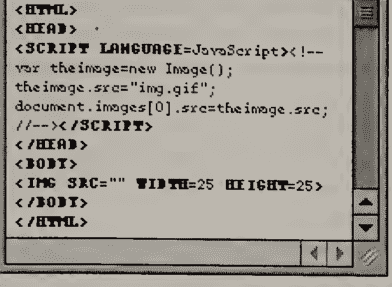 <HTML>
<HEAD>
<SCRIPT LANGUAGE=JavaScript><!--
var theimage=new Image();
theimage.src="img.gif";
document.images[0].src=theimage.src;
//--></SCRIPT>
</HEAD>
<BODY>
<IMG SRC="" WIDTH=25 HEIGHT=25>
</BODY>
</HTML>